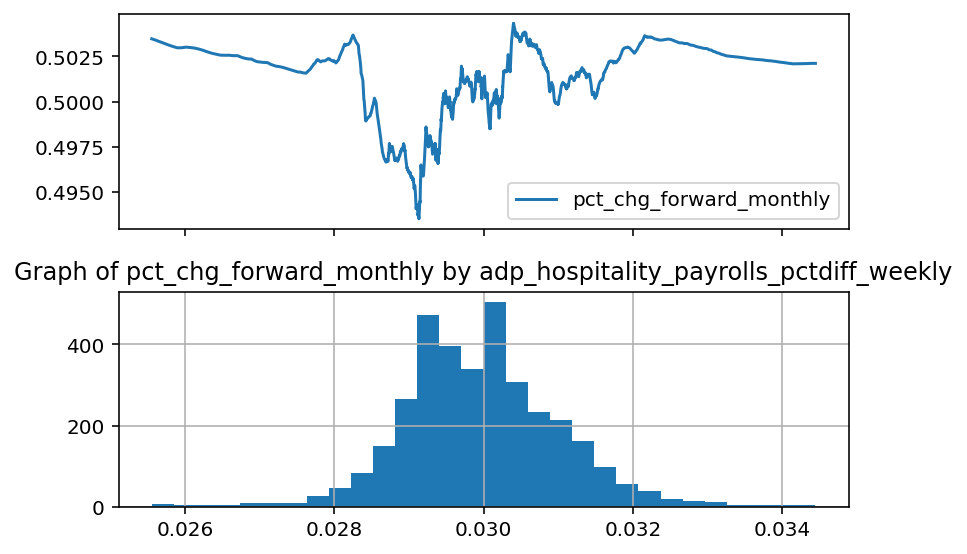 0.5025
0.5000
0.4975
0.4950
pct_chg_forward_monthly
Graph of pct_chg_forward_monthly by adp_hospitality_payrolls_pctdiff_weekly
400
200
0
0.026 0.028 0.030 0.032 0.034